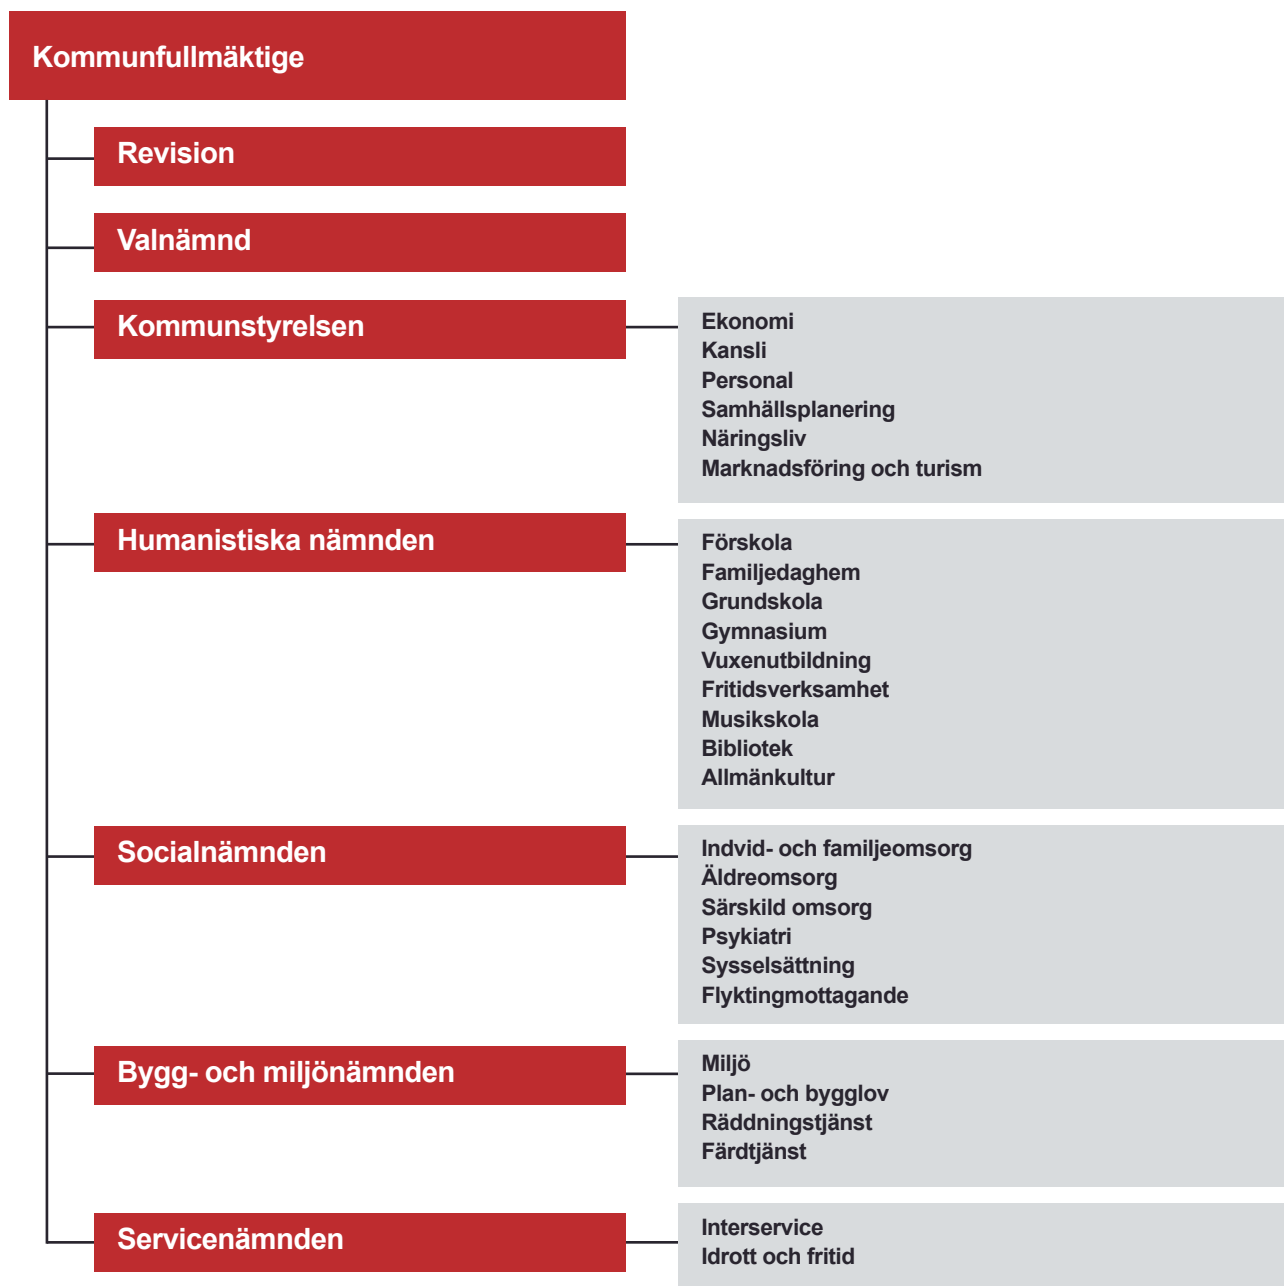 Kommunfullmäktige
Revision
Valnämnd
Kommunstyrelsen
Ekonomi
Kansli
Personal
Samhällsplanering
Näringsliv
Marknadsföring och turism
Humanistiska nämnden
Förskola
Familjedaghem
Grundskola
Gymnasium
Vuxenutbildning
Fritidsverksamhet
Musikskola
Bibliotek
Allmänkultur
Socialnämnden
Indvid- och familjeomsorg
Äldreomsorg
Särskild omsorg
Psykiatri
Sysselsättning
Flyktingmottagande
Bygg- och miljönämnden
Miljö
Plan- och bygglov
Räddningstjänst
Färdtjänst
Servicenämnden
Interservice
Idrott och fritid